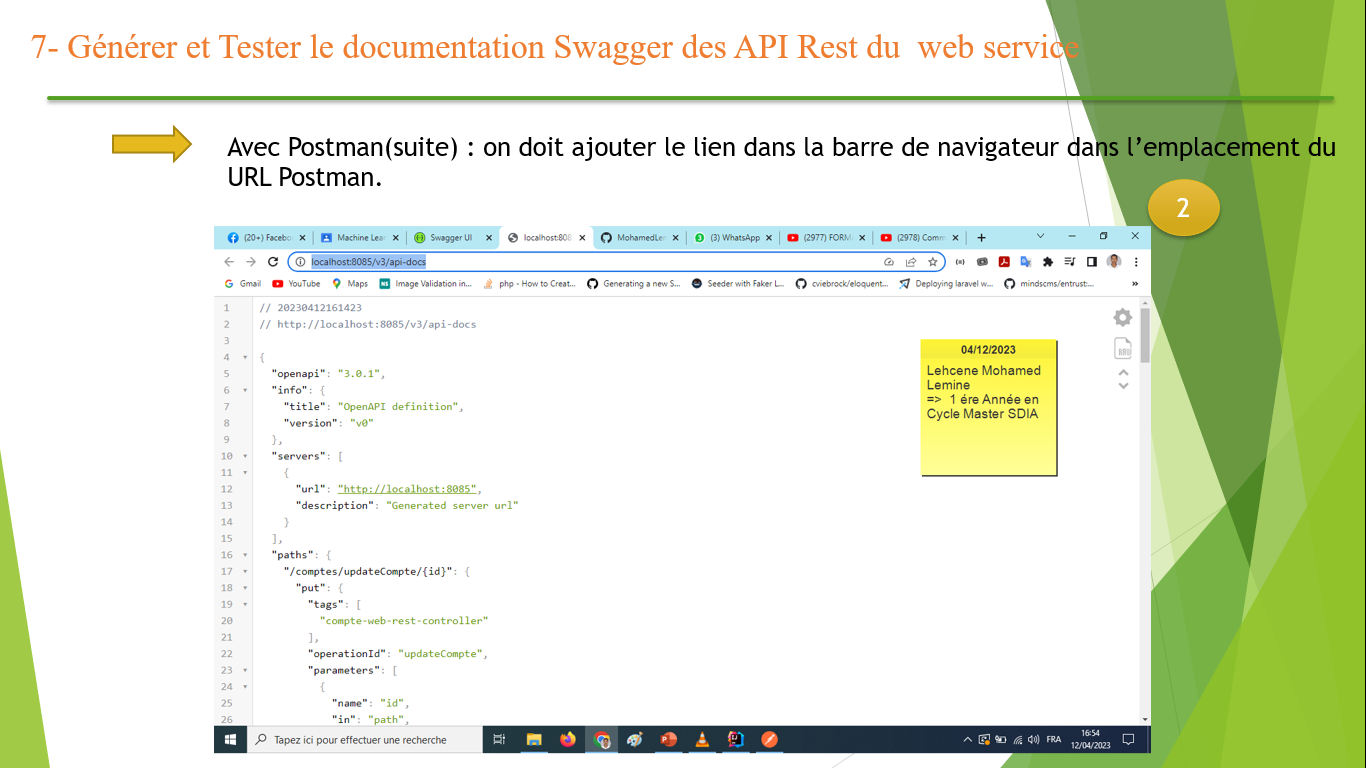 7- Générer et Tester le documentation Swagger des API Rest du  web service
Avec Postman(suite) : on doit ajouter le lien dans la barre de navigateur dans l’emplacement du
URL Postman.
2
(20+) Facebo
Machine Lea
Swagger UI
localhost:808
MohamedLe
(3) WhatsApp
(2977) FORM
(2978) Comm
localhost:8085/v3/api-docs
Gmail
YouTube
Maps
Image Validation in...
php - How to Creat...
Generating a new S...
Seeder with Faker L...
cviebrock/eloquent...
Deploying laravel w...
mindscms/entrust:...
»
1 // 20230412161423
2 // http://localhost:8085/v3/api-docs
3
4 {
5 "openapi": "3.0.1",
6 "info": {
7 "title": "OpenAPI definition",
8 "version": "v0"
9 },
10 "servers": [
11 {
12 "url": "http://localhost:8085",
13 "description": "Generated server url"
14 }
15 ],
16 "paths": {
17 "/comptes/updateCompte/{id}": {
18 "put": {
19 "tags": [
20 "compte-web-rest-controller"
21 ],
22 "operationId": "updateCompte",
23 "parameters": [
24 {
25 "name": "id",
26 "in": "path",
RAW
04/12/2023
Lehcene Mohamed
Lemine
=>  1 ére Année en
Cycle Master SDIA
Tapez ici pour effectuer une recherche
FRA
16:54
12/04/2023